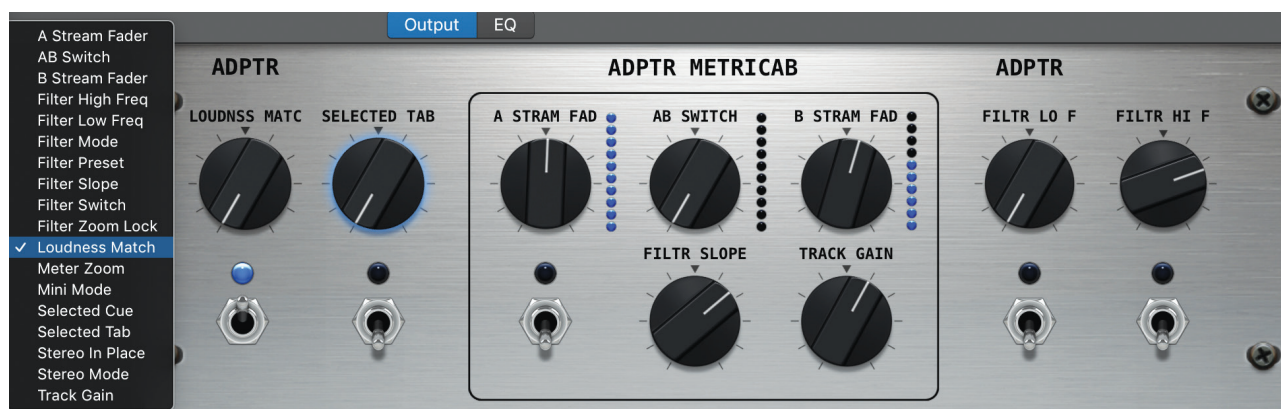 A Stream Fader
AB Switch
B Stream Fader
Filter High Freq
Filter Low Freq
Filter Mode
Filter Preset
Filter Slope
Filter Switch
Filter Zoom Lock
✓ Loudness Match
Meter Zoom
Mini Mode
Selected Cue
Selected Tab
Stereo In Place
Stereo Mode
Track Gain
Output EQ
ADPTR ADPTR METRICAB ADPTR
LOUDNSS MATC SELECTED TAB A STRAM FAD AB SWITCH B STRAM FAD FILTR LO F FILTR HI F
FILTR SLOPE TRACK GAIN